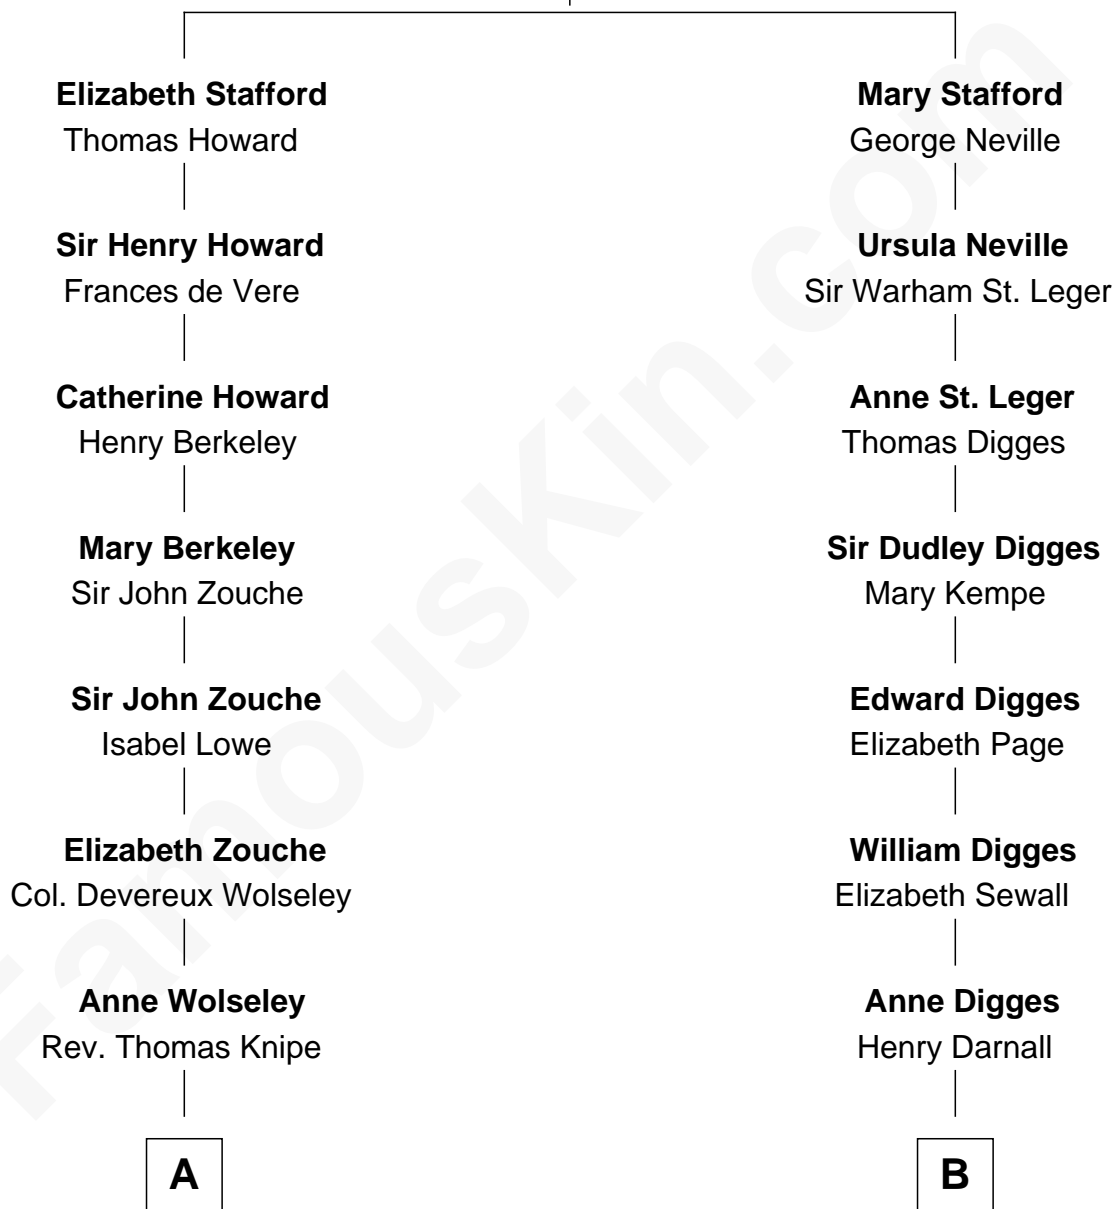 Elizabeth Stafford
Thomas Howard
Sir Henry Howard
Frances de Vere
Catherine Howard
Henry Berkeley
Mary Berkeley
Sir John Zouche
Sir John Zouche
Isabel Lowe
Elizabeth Zouche
Col. Devereux Wolseley
Anne Wolseley
Rev. Thomas Knipe
A
Mary Stafford
George Neville
Ursula Neville
Sir Warham St. Leger
Anne St. Leger
Thomas Digges
Sir Dudley Digges
Mary Kempe
Edward Digges
Elizabeth Page
William Digges
Elizabeth Sewall
Anne Digges
Henry Darnall
B
FamousKin.com